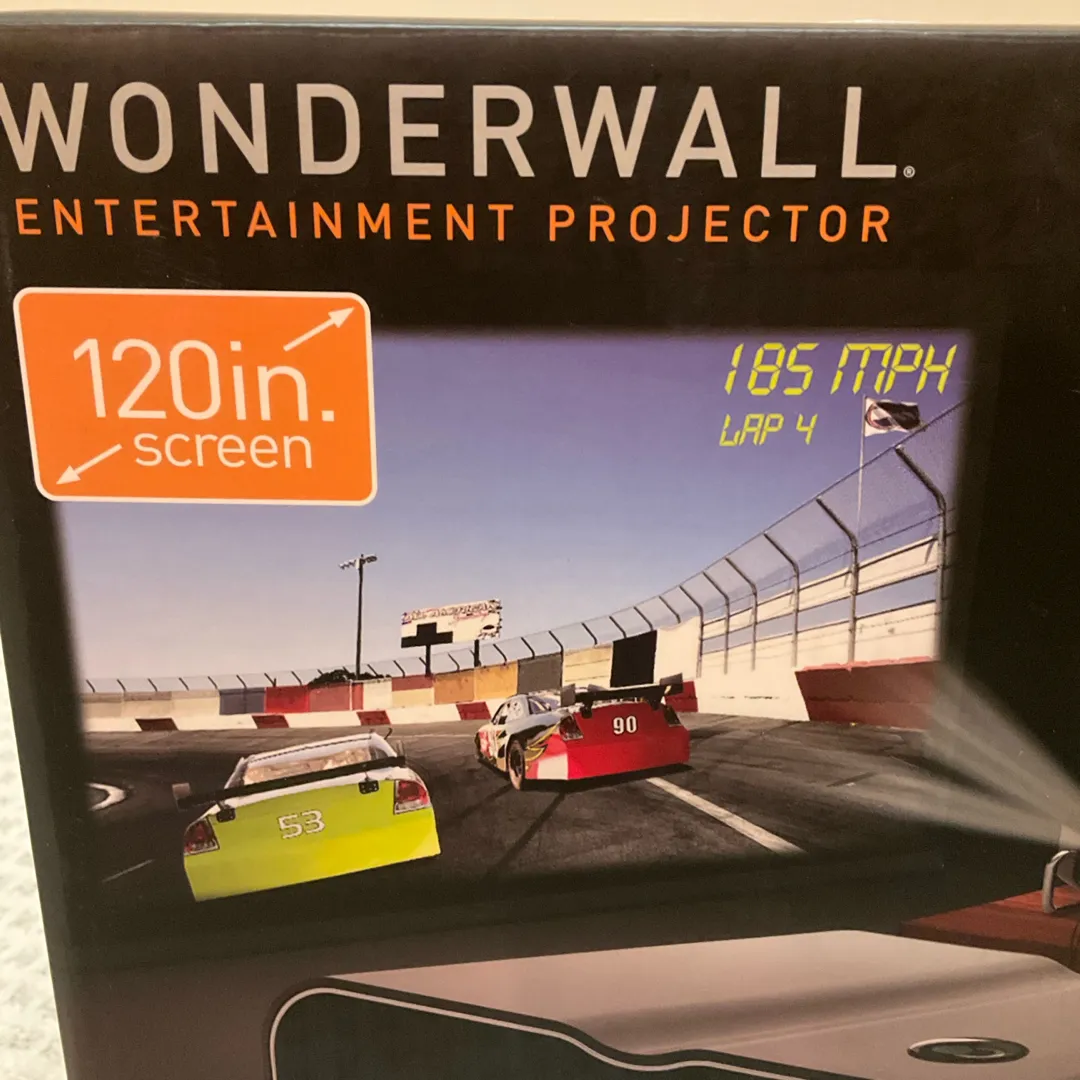 WONDERWALL®
ENTERTAINMENT PROJECTOR
120in.
screen
185 MPH
LAP 4
90
53